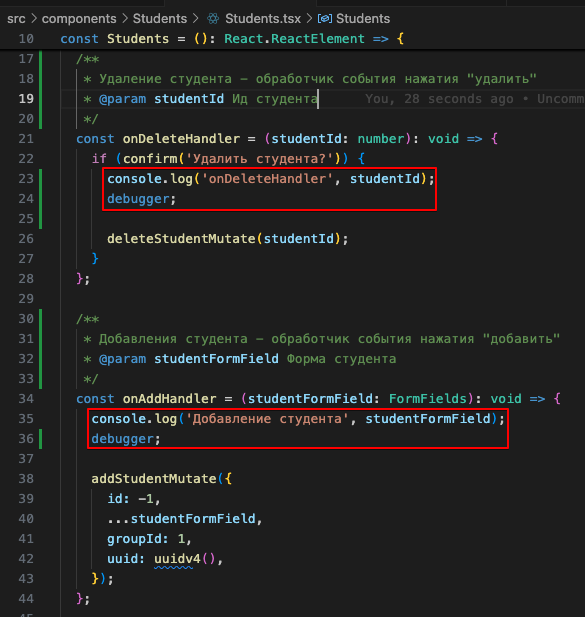 src > components > Students > Students.tsx > Students
10 const Students = (): React.ReactElement => {
17 /**
18 * Удаление студента – обработчик события нажатия "удалить"
19 * @param studentId Ид студента You, 28 seconds ago • Uncomm
20 */
21 const onDeleteHandler = (studentId: number): void => {
22 if (confirm('Удалить студента?')) {
23 console.log('onDeleteHandler', studentId);
24 debugger;
25
26 deleteStudentMutate(studentId);
27 }
28 };
29
30 /**
31 * Добавления студента – обработчик события нажатия "добавить"
32 * @param studentFormField Форма студента
33 */
34 const onAddHandler = (studentFormField: FormFields): void => {
35 console.log('Добавление студента', studentFormField);
36 debugger;
37
38 addStudentMutate({
39 id: -1,
40 ...studentFormField,
41 groupId: 1,
42 uuid: uuidv4(),
43 });
44 };